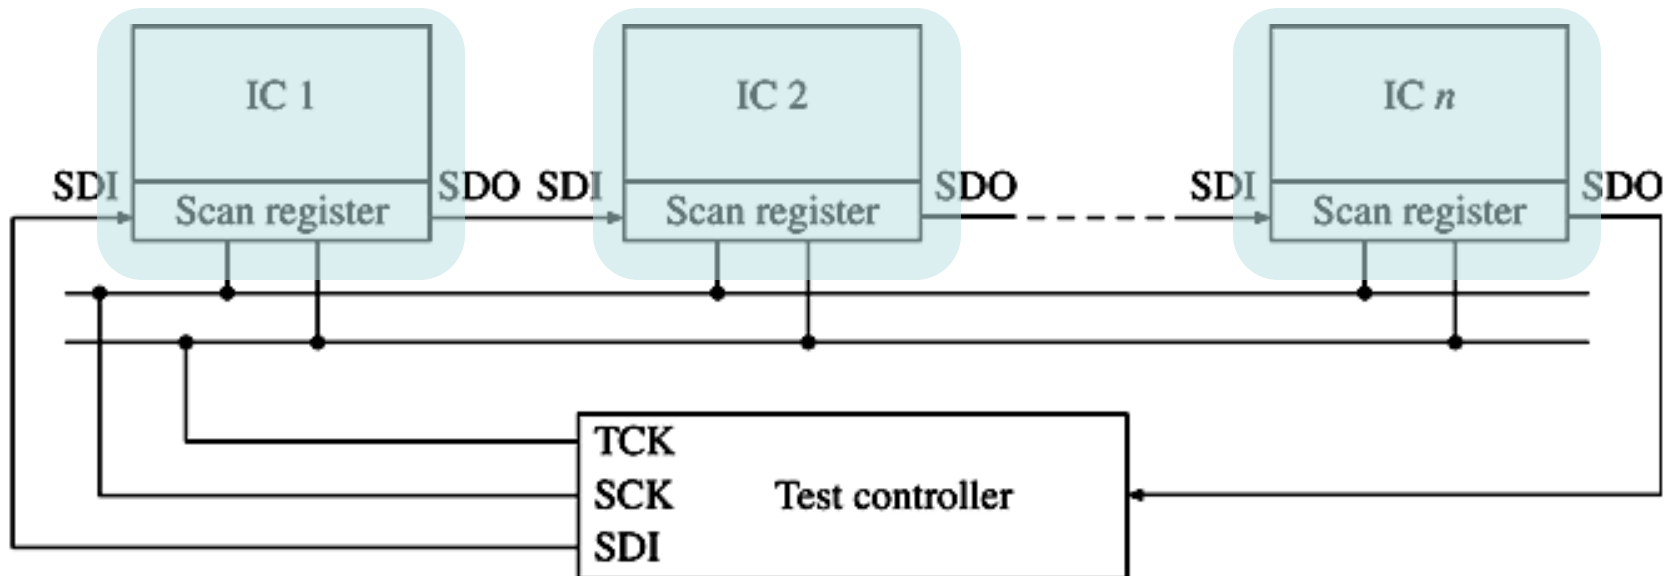 IC 1
IC 2
IC n
SDI
SDO
SDI
SDO
SDI
SDO
Scan register
Scan register
Scan register
TCK
SCK
Test controller
SDI